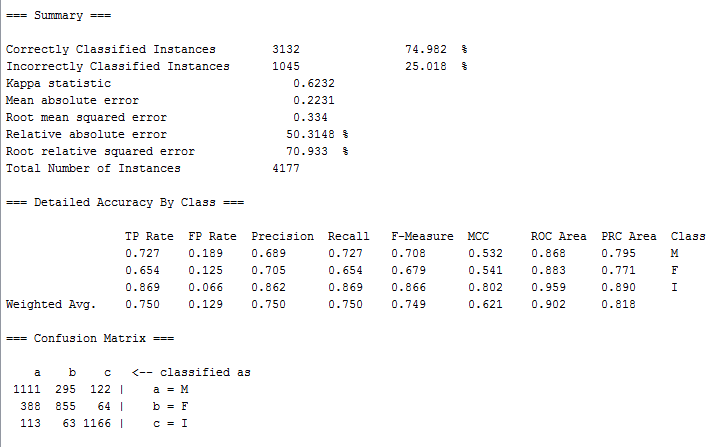 === Summary ===
Correctly Classified Instances 3132 74.982 %
Incorrectly Classified Instances 1045 25.018 %
Kappa statistic 0.6232
Mean absolute error 0.2231
Root mean squared error 0.334
Relative absolute error 50.3148 %
Root relative squared error 70.933 %
Total Number of Instances 4177
=== Detailed Accuracy By Class ===
TP Rate FP Rate Precision Recall F-Measure MCC ROC Area PRC Area Class
0.727 0.189 0.689 0.727 0.708 0.532 0.868 0.795 M
0.654 0.125 0.705 0.654 0.679 0.541 0.883 0.771 F
0.869 0.066 0.862 0.869 0.866 0.802 0.959 0.890 I
Weighted Avg. 0.750 0.129 0.750 0.750 0.749 0.621 0.902 0.818
=== Confusion Matrix ===
a b c <-- classified as
1111 295 122 | a = M
388 855 64 | b = F
113 63 1166 | c = I